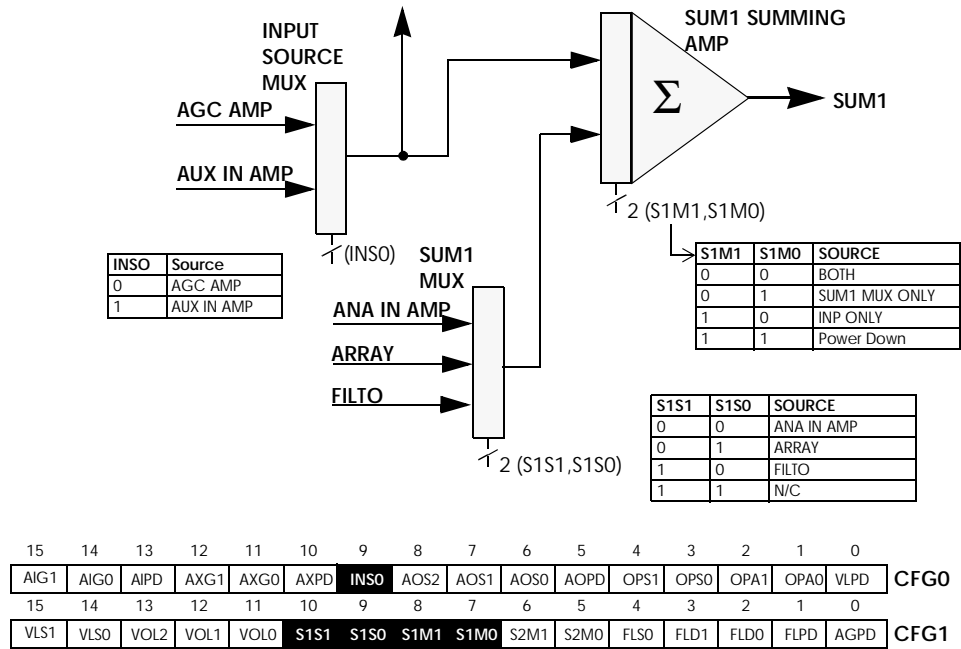 INPUT
SOURCE
MUX
SUM1 SUMMING
AMP
AGC AMP
AUX IN AMP
Σ
SUM1
(INS0)
2 (S1M1,S1M0)
INSO Source
0 AGC AMP
1 AUX IN AMP
SUM1
MUX
ANA IN AMP
ARRAY
FILTO
2 (S1S1,S1S0)
S1M1 S1M0 SOURCE
0 0 BOTH
0 1 SUM1 MUX ONLY
1 0 INP ONLY
1 1 Power Down
S1S1 S1S0 SOURCE
0 0 ANA IN AMP
0 1 ARRAY
1 0 FILTO
1 1 N/C
15 14 13 12 11 10 9 8 7 6 5 4 3 2 1 0
AIG1 AIG0 AIPD AXG1 AXG0 AXPD INS0 AOS2 AOS1 AOS0 AOPD OPS1 OPS0 OPA1 OPA0 VLPD CFG0
15 14 13 12 11 10 9 8 7 6 5 4 3 2 1 0
VLS1 VLS0 VOL2 VOL1 VOL0 S1S1 S1S0 S1M1 S1M0 S2M1 S2M0 FLS0 FLD1 FLD0 FLPD AGPD CFG1